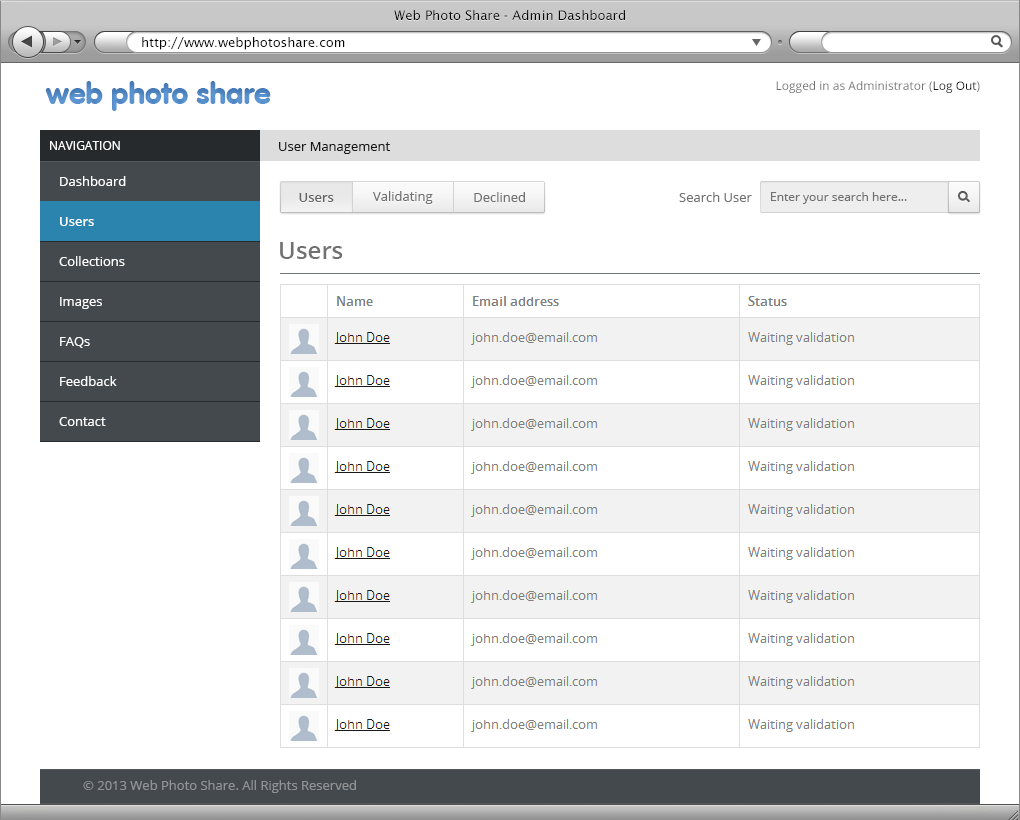 Web Photo Share - Admin Dashboard
http://www.webphotoshare.com
web photo share
Logged in as Administrator (Log Out)
NAVIGATION
Dashboard
Users
Collections
Images
FAQs
Feedback
Contact
User Management
Users Validating Declined
Search User Enter your search here...
Users
Name Email address Status
John Doe john.doe@email.com Waiting validation
John Doe john.doe@email.com Waiting validation
John Doe john.doe@email.com Waiting validation
John Doe john.doe@email.com Waiting validation
John Doe john.doe@email.com Waiting validation
John Doe john.doe@email.com Waiting validation
John Doe john.doe@email.com Waiting validation
John Doe john.doe@email.com Waiting validation
John Doe john.doe@email.com Waiting validation
John Doe john.doe@email.com Waiting validation
© 2013 Web Photo Share. All Rights Reserved